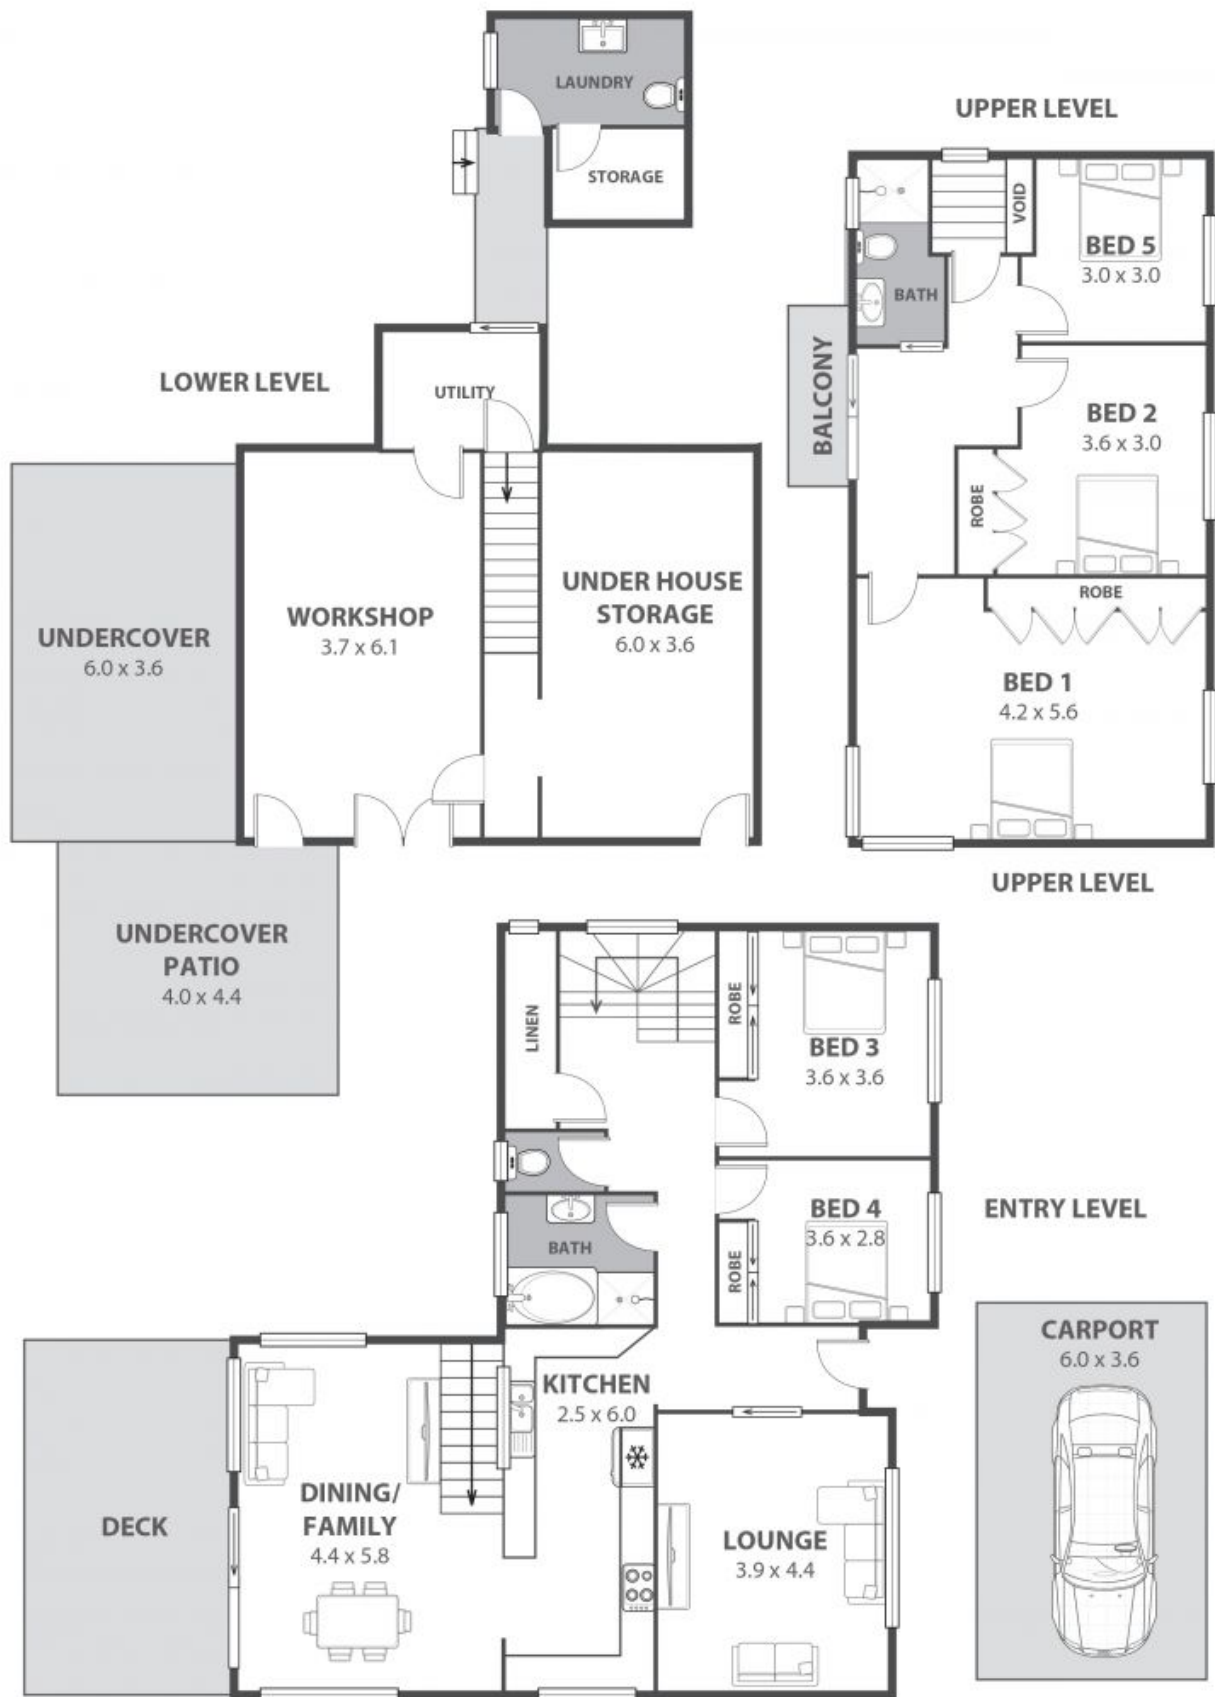 LAUNDRY
STORAGE
UTILITY
LOWER LEVEL
WORKSHOP
3.7 x 6.1
UNDER HOUSE
STORAGE
6.0 x 3.6
UNDERCOVER
6.0 x 3.6
UNDERCOVER
PATIO
4.0 x 4.4
UPPER LEVEL
VOID
BED 5
3.0 x 3.0
BATH
BALCONY
BED 2
3.6 x 3.0
ROBE
ROBE
BED 1
4.2 x 5.6
UPPER LEVEL
LINEN
ROBE
BED 3
3.6 x 3.6
BED 4
3.6 x 2.8
ROBE
BATH
ENTRY LEVEL
CARPORT
6.0 x 3.6
KITCHEN
2.5 x 6.0
DECK
DINING/
FAMILY
4.4 x 5.8
LOUNGE
3.9 x 4.4